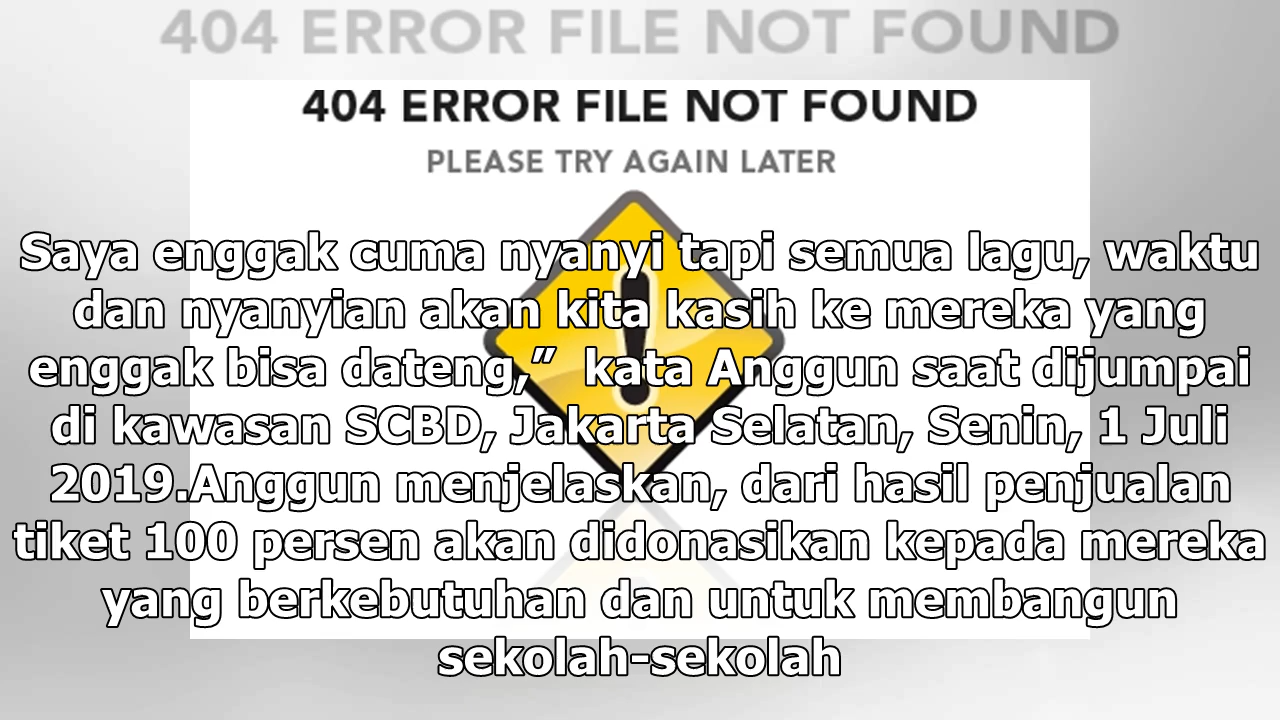 404 ERROR FILE NOT FOUND
404 ERROR FILE NOT FOUND
PLEASE TRY AGAIN LATER
Saya enggak cuma nyanyi tapi semua lagu, waktu
dan nyanyian akan kita kasih ke mereka yang
enggak bisa dateng,” kata Anggun saat dijumpai
di kawasan SCBD, Jakarta Selatan, Senin, 1 Juli
2019.Anggun menjelaskan, dari hasil penjualan
tiket 100 persen akan didonasikan kepada mereka
yang berkebutuhan dan untuk membangun
sekolah-sekolah